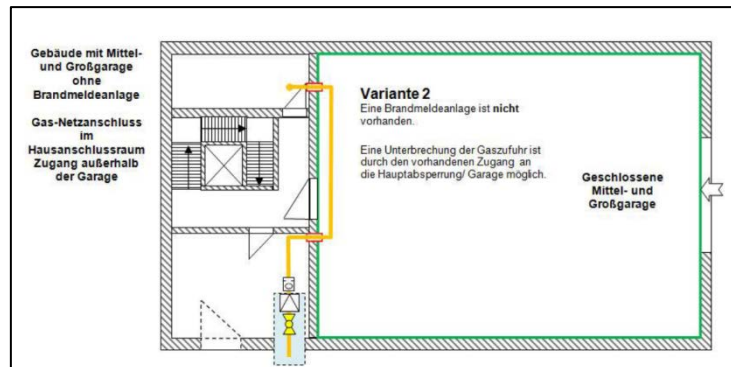 Gebäude mit Mittel-
und Großgarage
ohne
Brandmeldeanlage
Gas-Netzanschluss
im
Hausanschlussraum
Zugang außerhalb
der Garage
Variante 2
Eine Brandmeldeanlage ist nicht
vorhanden.
Eine Unterbrechung der Gaszufuhr ist
durch den vorhandenen Zugang an
die Hauptabsperrung/ Garage möglich.
Geschlossene
Mittel- und
Großgarage